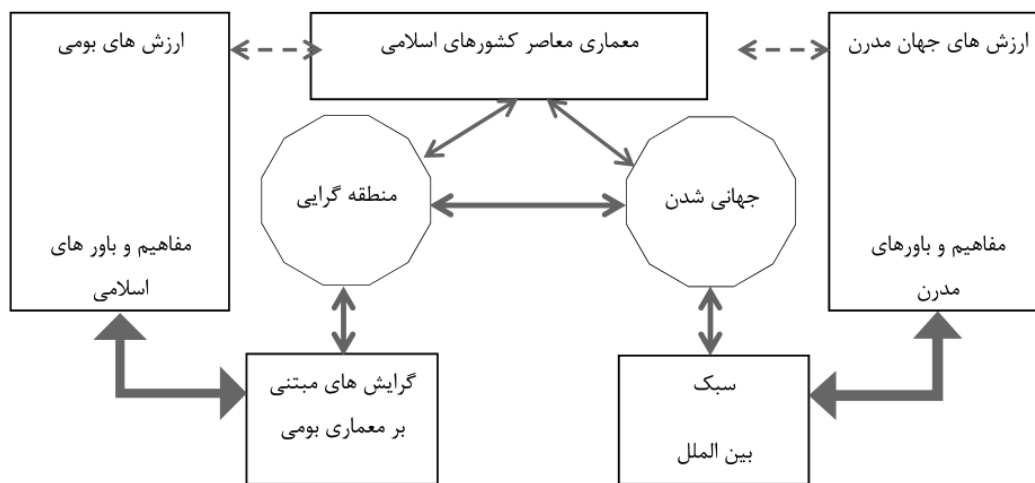 ارزش های جهان مدرن
معماری معاصر کشورهای اسلامی
ارزش های بومی
جهانی شدن
منطقه گرایی
مفاهیم و باورهای
مدرن
مفاهیم و باور های
اسلامی
سبک
بین الملل
گرایش های مبتنی
بر معماری بومی